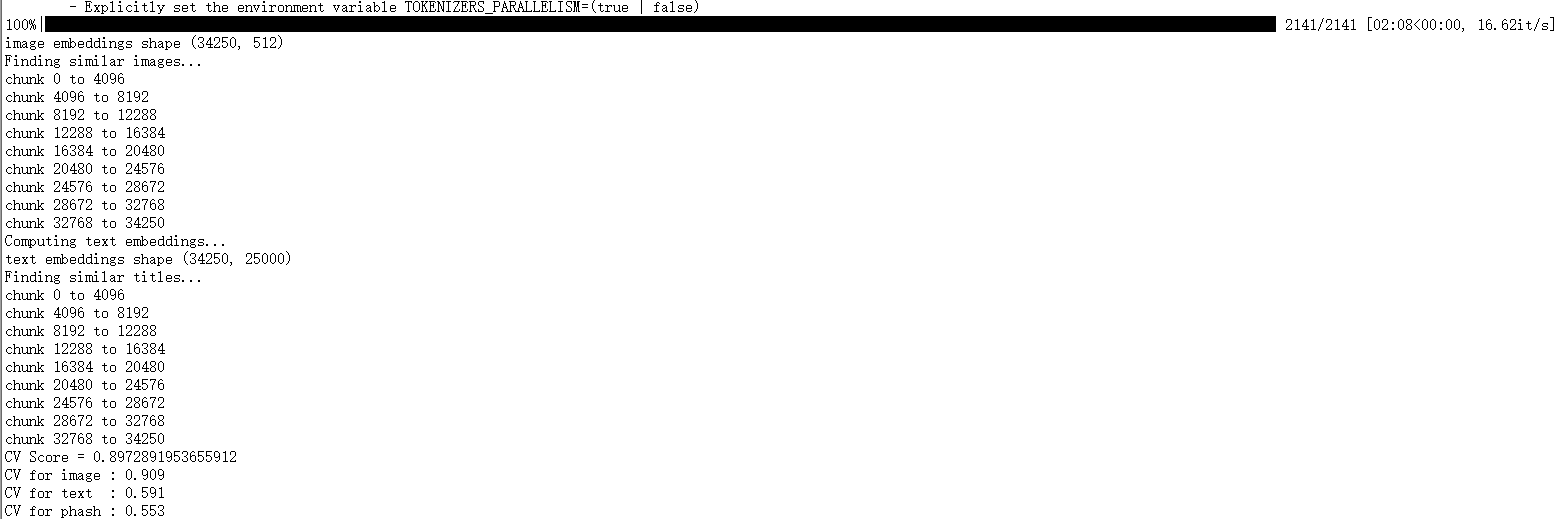 - Explicitly set the environment variable TOKENIZERS_PARALLELISM=(true | false)
100%| 2141/2141 [02:08<00:00, 16.62it/s]
image embeddings shape (34250, 512)
Finding similar images...
chunk 0 to 4096
chunk 4096 to 8192
chunk 8192 to 12288
chunk 12288 to 16384
chunk 16384 to 20480
chunk 20480 to 24576
chunk 24576 to 28672
chunk 28672 to 32768
chunk 32768 to 34250
Computing text embeddings...
text embeddings shape (34250, 25000)
Finding similar titles...
chunk 0 to 4096
chunk 4096 to 8192
chunk 8192 to 12288
chunk 12288 to 16384
chunk 16384 to 20480
chunk 20480 to 24576
chunk 24576 to 28672
chunk 28672 to 32768
chunk 32768 to 34250
CV Score = 0.8972891953655912
CV for image : 0.909
CV for text  : 0.591
CV for phash : 0.553